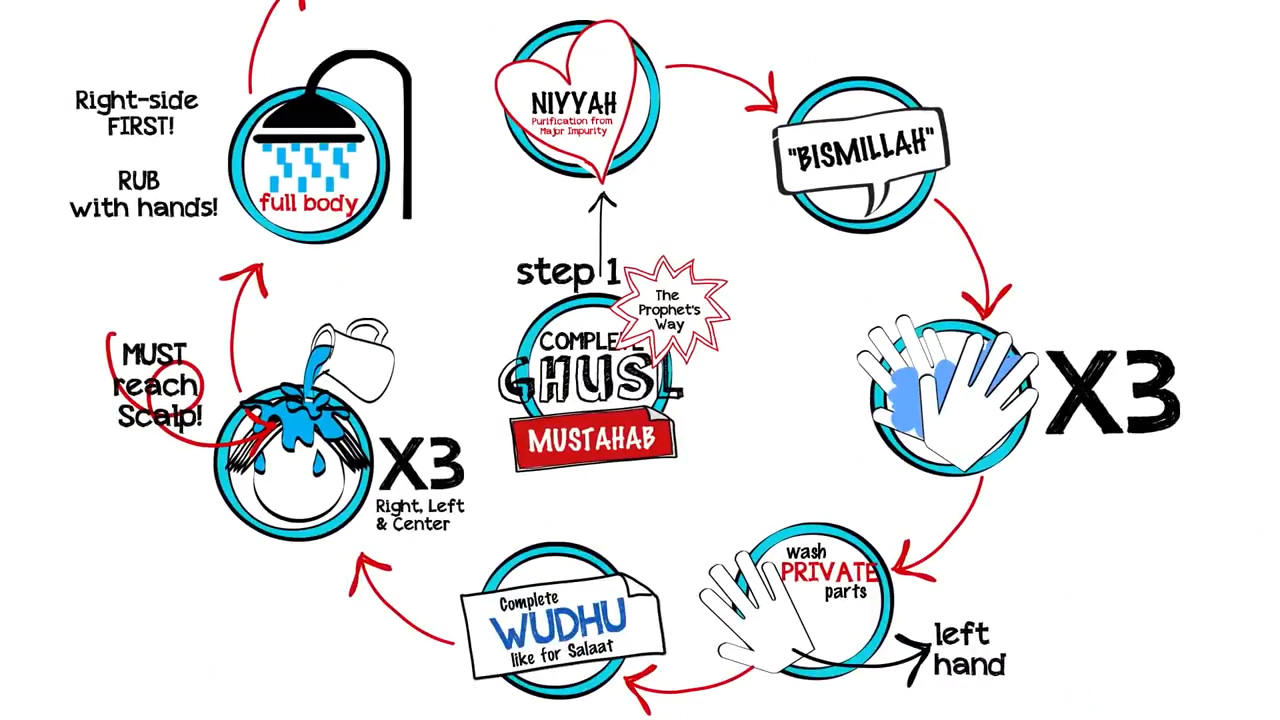 step 1
COMPLETE
GHUSL
MUSTAHAB
The
Prophet's
Way
NIYYAH
Purification from
Major Impurity
"BISMILLAH"
X3
wash
PRIVATE
parts
left
hand
Complete
WUDHU
like for Salaat
X3
Right, Left
& Center
MUST
reach
Scalp!
Right-side
FIRST!
RUB
with hands!
full body